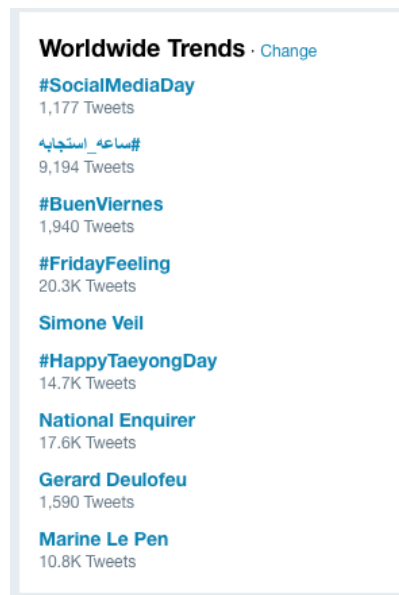 Worldwide Trends · Change
#SocialMediaDay
1,177 Tweets
#ساعه_استجابه
9,194 Tweets
#BuenViernes
1,940 Tweets
#FridayFeeling
20.3K Tweets
Simone Veil
#HappyTaeyongDay
14.7K Tweets
National Enquirer
17.6K Tweets
Gerard Deulofeu
1,590 Tweets
Marine Le Pen
10.8K Tweets